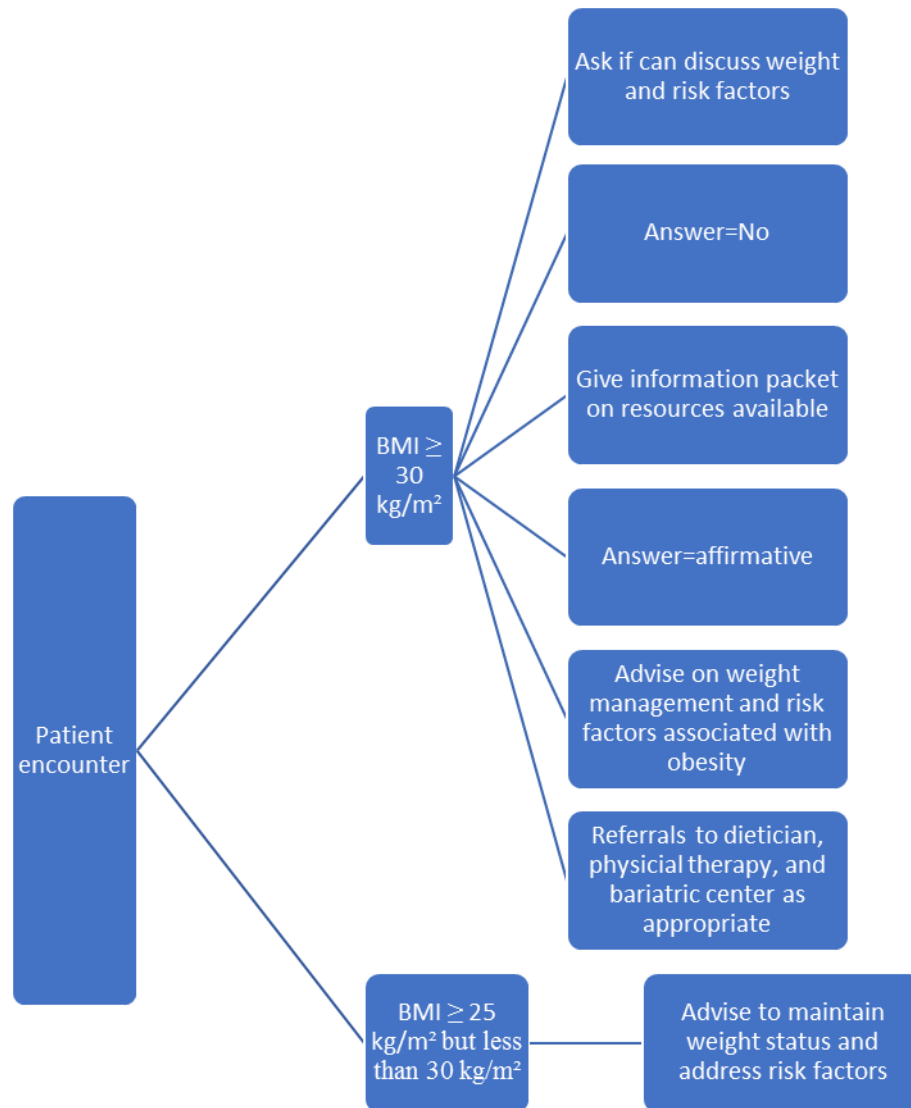 Ask if can discuss weight
and risk factors
Answer=No
Give information packet
on resources available
BMI ≥
30
kg/m²
Answer=affirmative
Advise on weight
management and risk
factors associated with
obesity
Patient
encounter
Referrals to dietician,
physicial therapy, and
bariatric center as
appropriate
BMI ≥ 25
kg/m² but less
than 30 kg/m²
Advise to maintain
weight status and
address risk factors